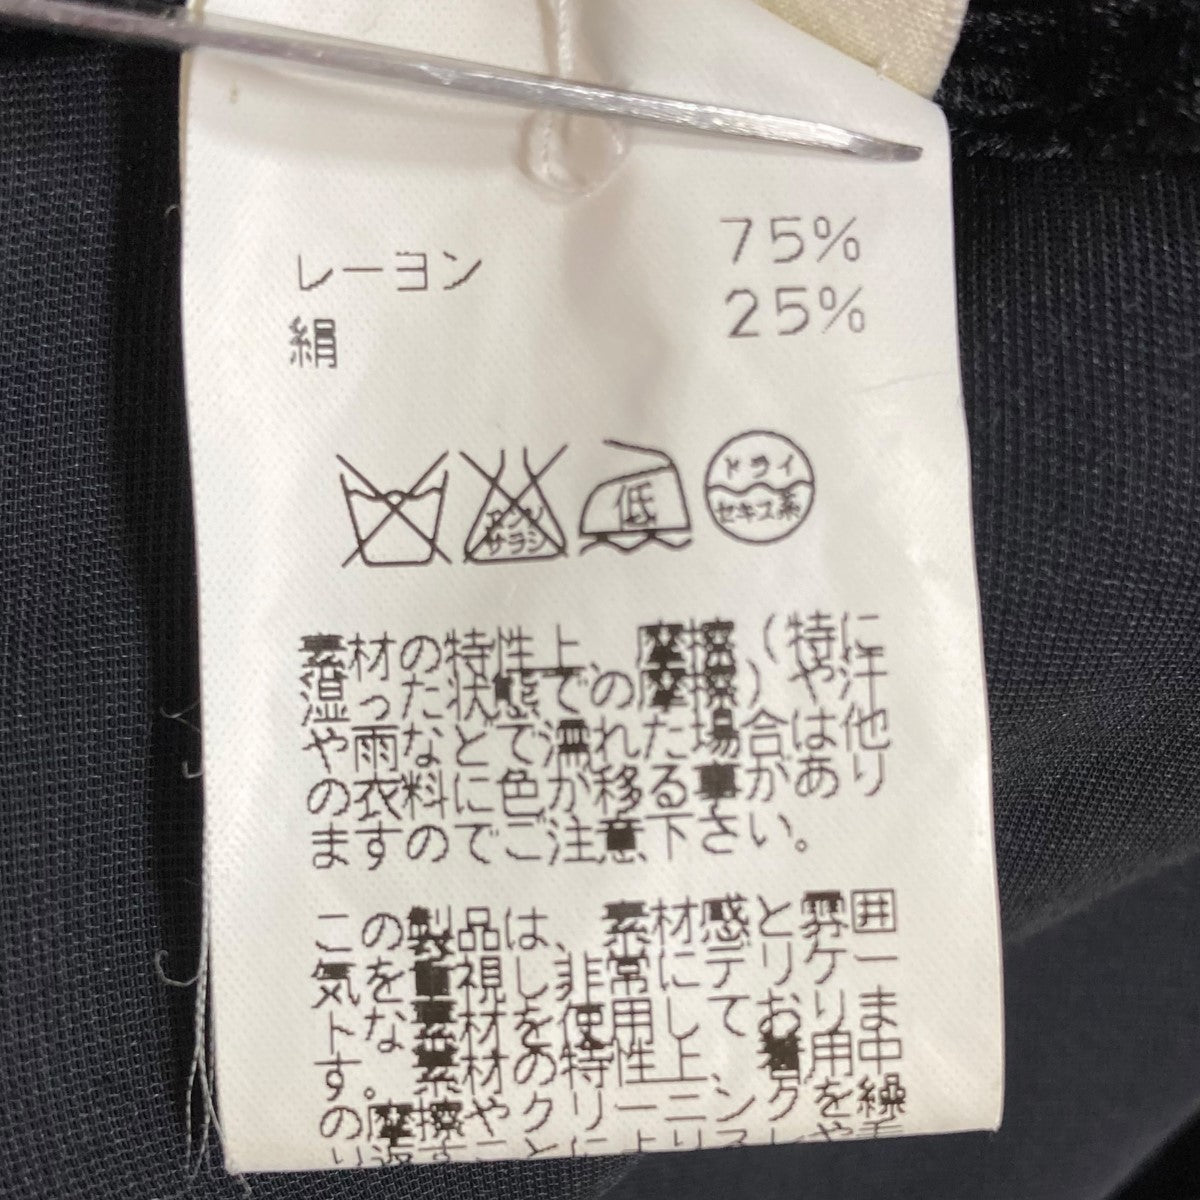 レーヨン 75%
絹 25%
エンソ
サラシ
低
ドライ
セキユ系
素材の特性上、摩擦(特に汗
湿った状態での摩擦)や
や雨などで濡れた場合は他
の衣料に色が移る事があり
ますのでご注意下さい。
この製品は、素材感と雰囲
気を重視し、非常にデリケー
トな素材を使用しておりま
す。素材の特性上、着用中
の摩擦やクリーニングを繰